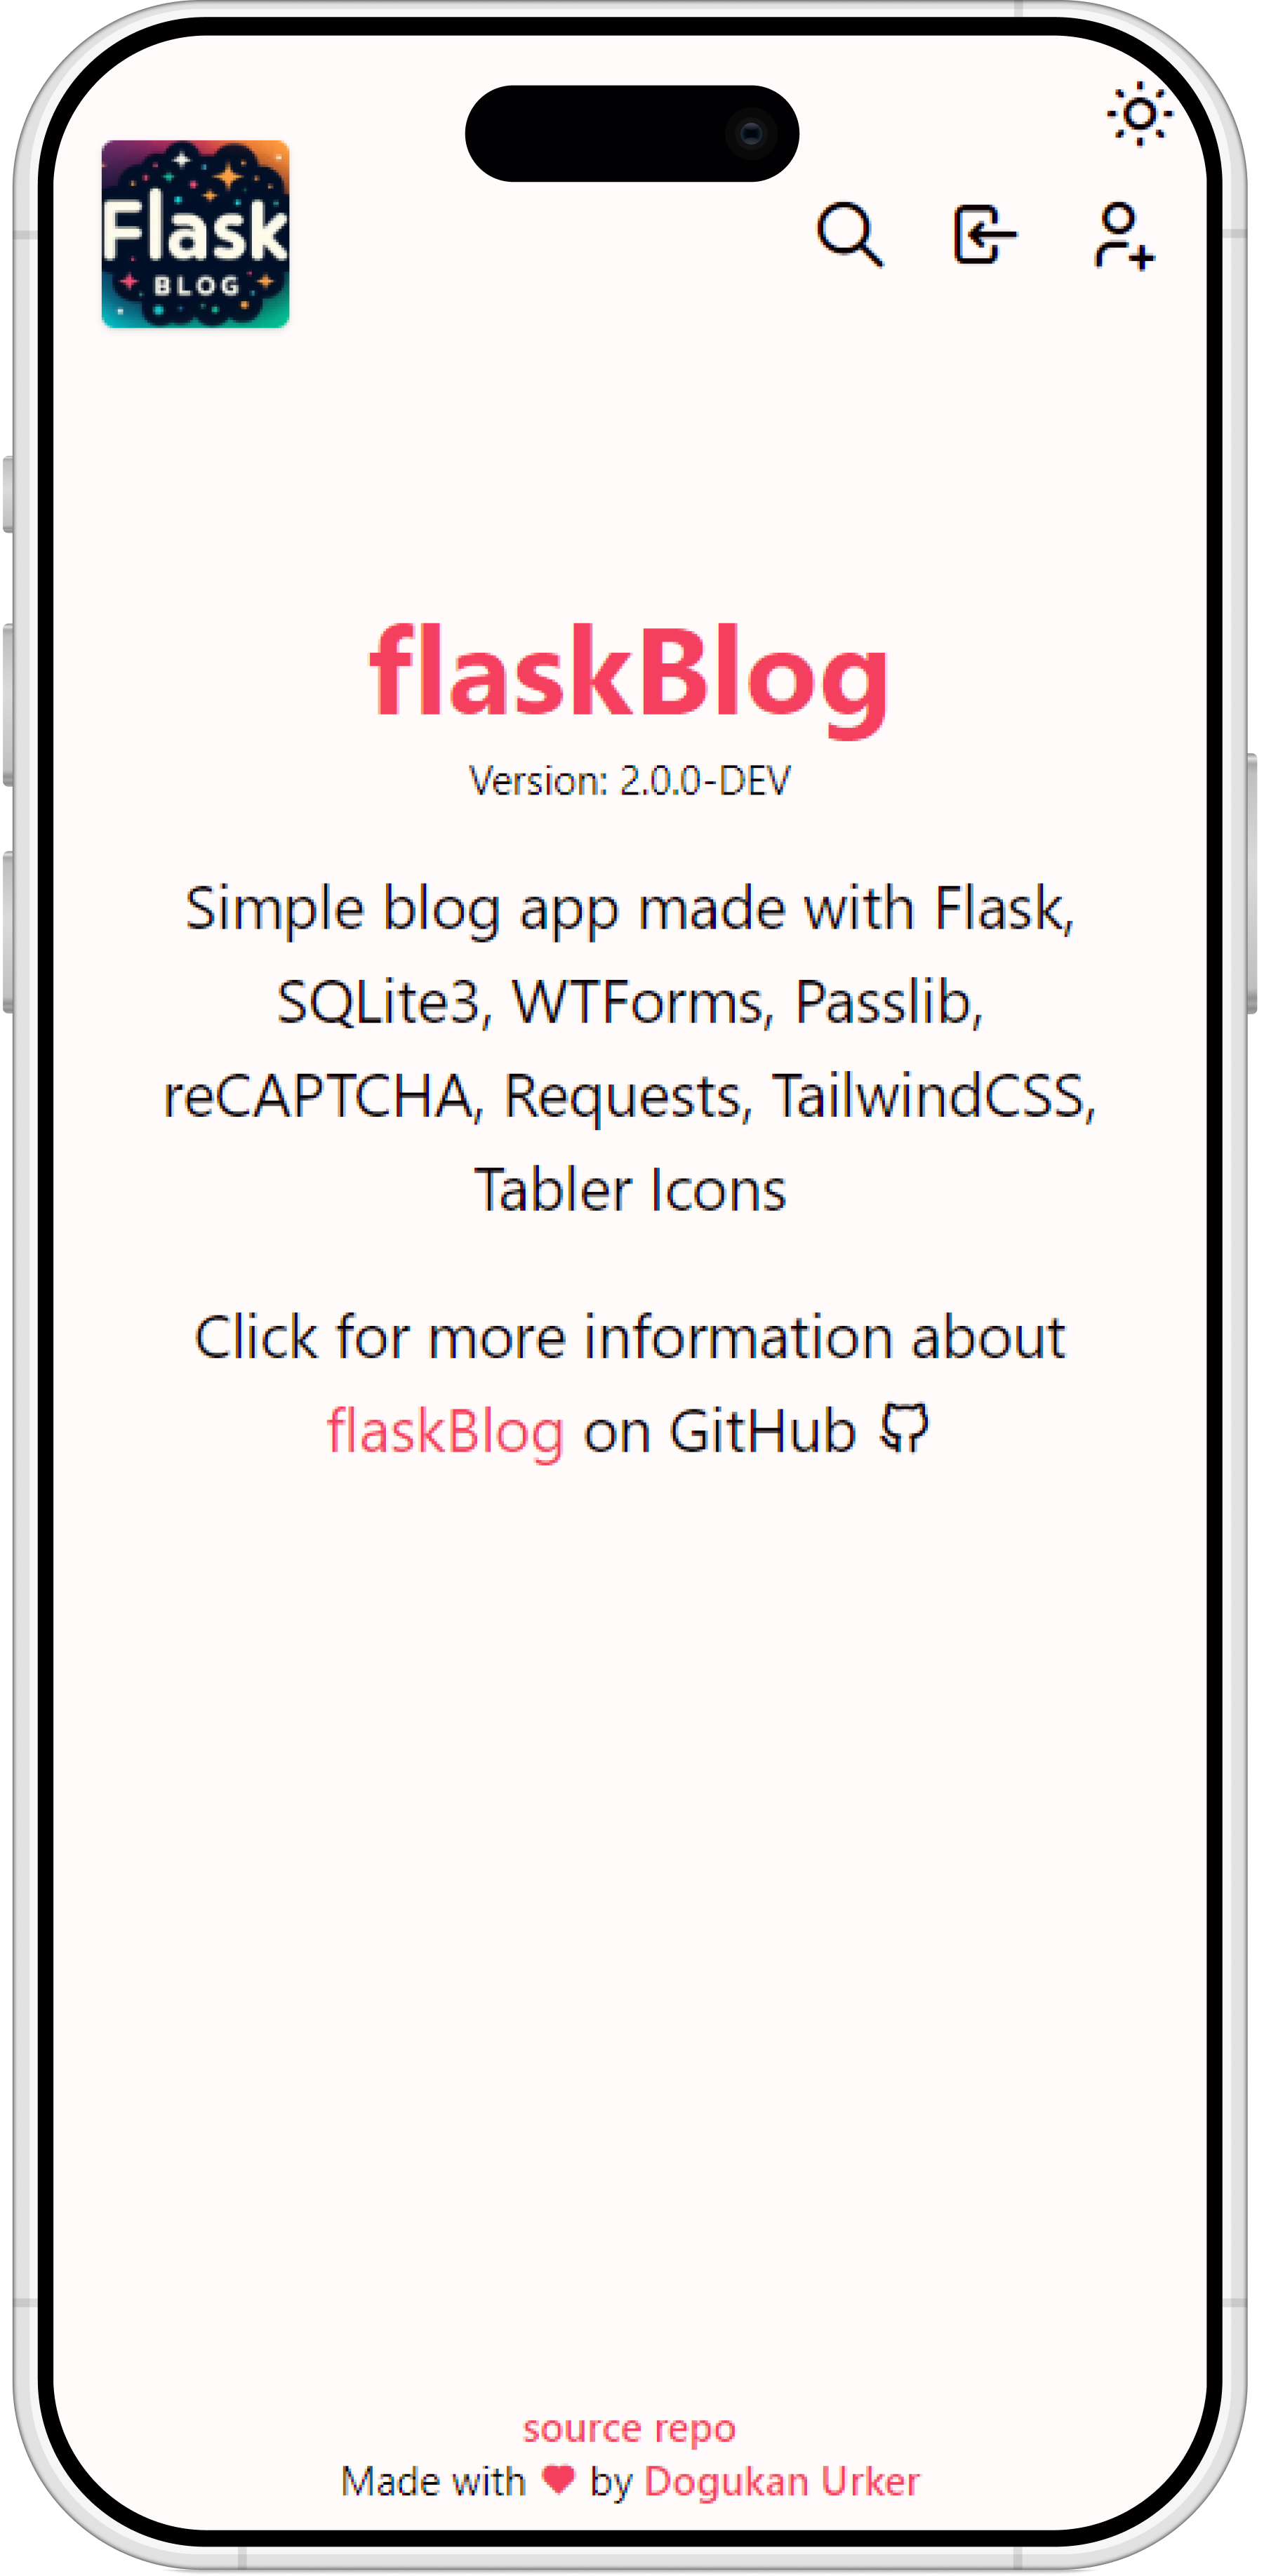 Flask
BLOG
flaskBlog
Version: 2.0.0-DEV
Simple blog app made with Flask,
SQLite3, WTForms, Passlib,
reCAPTCHA, Requests, TailwindCSS,
Tabler Icons
Click for more information about
flaskBlog on GitHub
source repo
Made with ♥ by Dogukan Urker